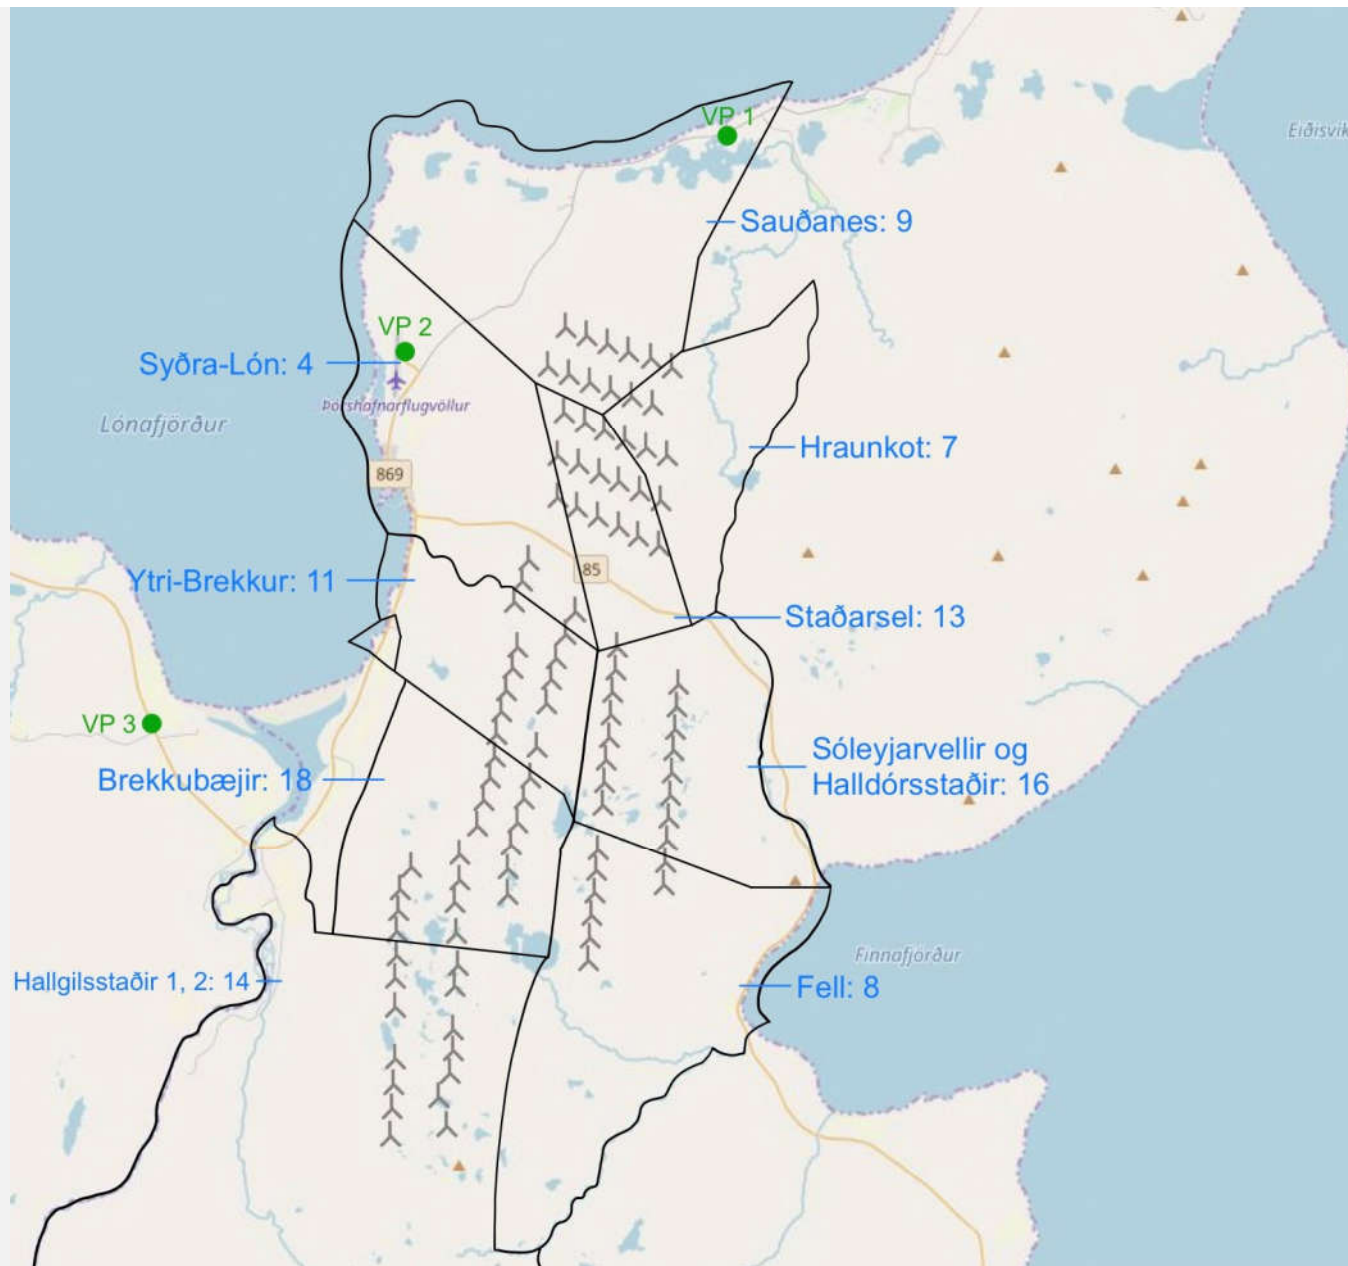 VP 1
Eiðisvík
Sauðanes: 9
VP 2
Syðra-Lón: 4
Þórshafnarflugvöllur
Lónafjörður
Hraunkot: 7
869
85
Ytri-Brekkur: 11
Staðarsel: 13
VP 3
Sóleyjarvellir og
Halldórsstaðir: 16
Brekkubæjir: 18
Finnafjörður
Hallgilsstaðir 1, 2: 14
Fell: 8